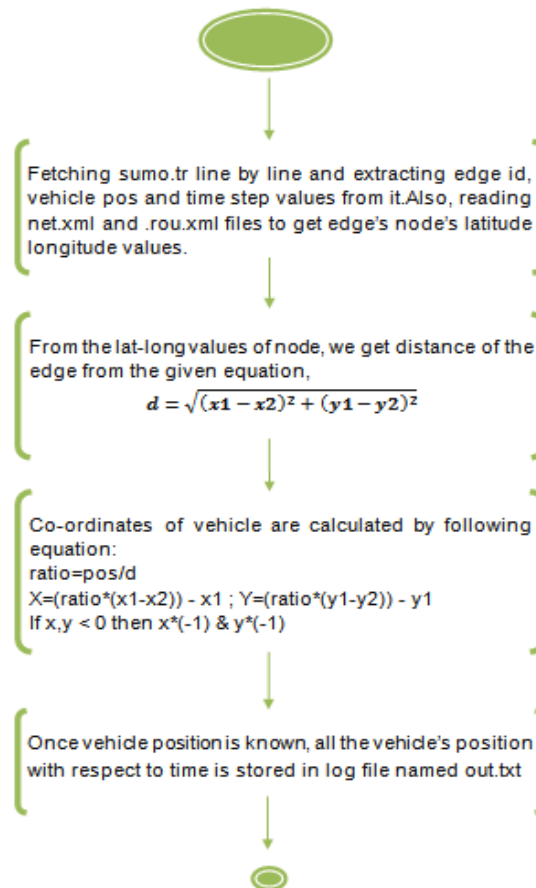 Fetching sumo.tr line by line and extracting edge id,
vehicle pos and time step values from it.Also, reading
net.xml and .rou.xml files to get edge's node's latitude
longitude values.
From the lat-long values of node, we get distance of the
edge from the given equation,
d = √(x1 − x2)² + (y1 − y2)²
Co-ordinates of vehicle are calculated by following
equation:
ratio=pos/d
X=(ratio*(x1-x2)) - x1 ; Y=(ratio*(y1-y2)) - y1
If x,y < 0 then x*(-1) & y*(-1)
Once vehicle position is known, all the vehicle's position
with respect to time is stored in log file named out.txt